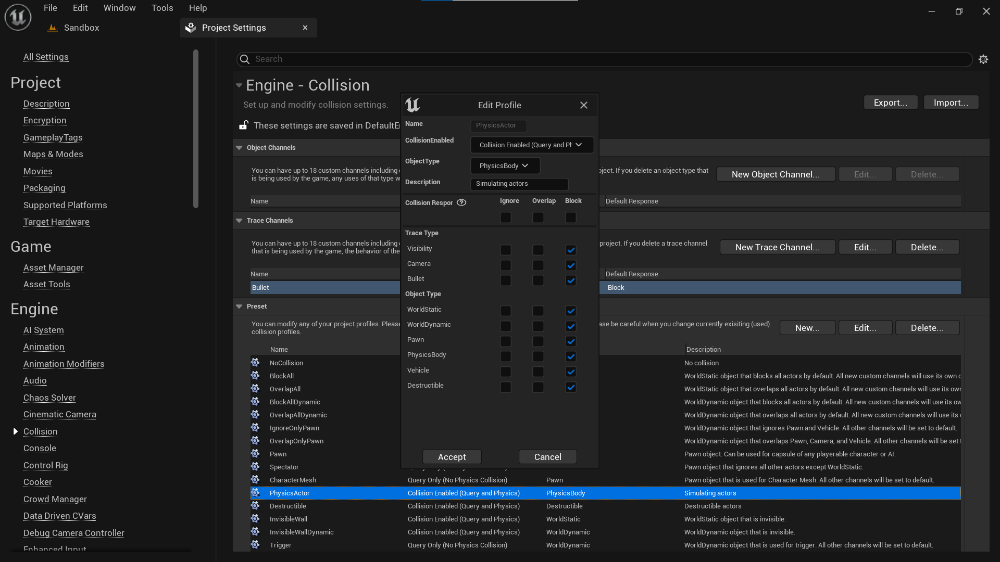 File Edit Window Tools Help
Sandbox
Project Settings
All Settings
Project
Description
Encryption
GameplayTags
Maps & Modes
Movies
Packaging
Supported Platforms
Target Hardware
Game
Asset Manager
Asset Tools
Engine
AI System
Animation
Animation Modifiers
Audio
Chaos Solver
Cinematic Camera
Collision
Console
Control Rig
Cooker
Crowd Manager
Data Driven CVars
Debug Camera Controller
Enhanced Input
Search
Engine - Collision
Set up and modify collision settings.
Export... Import...
These settings are saved in DefaultEn
Object Channels
You can have up to 18 custom channels including
is being used by the game, any uses of that type w
oject. If you delete an object type that
New Object Channel... Edit... Delete...
Name Default Response
Trace Channels
You can have up to 18 custom channels including
that is being used by the game, the behavior of the
project. If you delete a trace channel
New Trace Channel... Edit... Delete...
Name Default Response
Bullet Block
Preset
You can modify any of your project profiles. Please
collision profiles.
ase be careful when you change currently exisiting (used)
New... Edit... Delete...
Name Description
NoCollision No collision
BlockAll WorldStatic object that blocks all actors by default. All new custom channels will use its own d
OverlapAll WorldStatic object that overlaps all actors by default. All new custom channels will use its own
BlockAllDynamic WorldDynamic object that blocks all actors by default. All new custom channels will use its ow
OverlapAllDynamic WorldDynamic object that overlaps all actors by default. All new custom channels will use its
IgnoreOnlyPawn WorldDynamic object that ignores Pawn and Vehicle. All other channels will be set to default.
OverlapOnlyPawn WorldDynamic object that overlaps Pawn, Camera, and Vehicle. All other channels will be set t
Pawn Pawn object. Can be used for capsule of any playerable character or AI.
Spectator Pawn object that ignores all other actors except WorldStatic.
CharacterMesh Query Only (No Physics Collision) Pawn Pawn object that is used for Character Mesh. All other channels will be set to default.
PhysicsActor Collision Enabled (Query and Physics) PhysicsBody Simulating actors
Destructible Collision Enabled (Query and Physics) Destructible Destructible actors
InvisibleWall Collision Enabled (Query and Physics) WorldStatic WorldStatic object that is invisible.
InvisibleWallDynamic Collision Enabled (Query and Physics) WorldDynamic WorldDynamic object that is invisible.
Trigger Query Only (No Physics Collision) WorldDynamic WorldDynamic object that is used for trigger. All other channels will be set to default.
Edit Profile
Name PhysicsActor
CollisionEnabled Collision Enabled (Query and Ph
ObjectType PhysicsBody
Description Simulating actors
Collision Respor Ignore Overlap Block
Trace Type
Visibility
Camera
Bullet
Object Type
WorldStatic
WorldDynamic
Pawn
PhysicsBody
Vehicle
Destructible
Accept Cancel